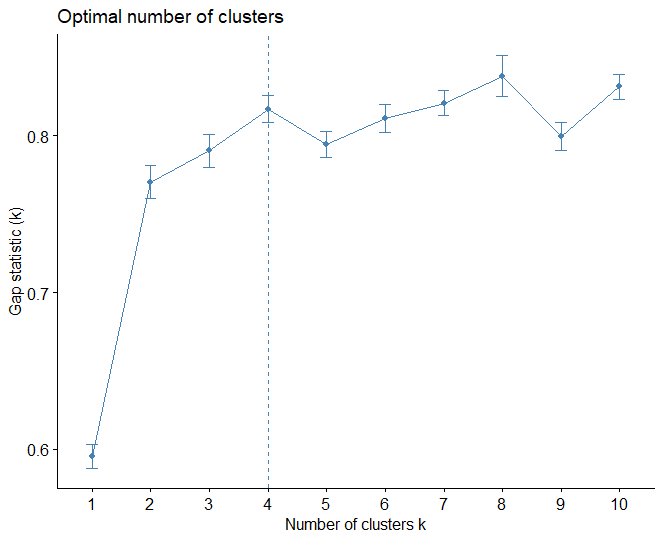 Optimal number of clusters
Gap statistic (k)
0.8
0.7
0.6
1 2 3 4 5 6 7 8 9 10
Number of clusters k